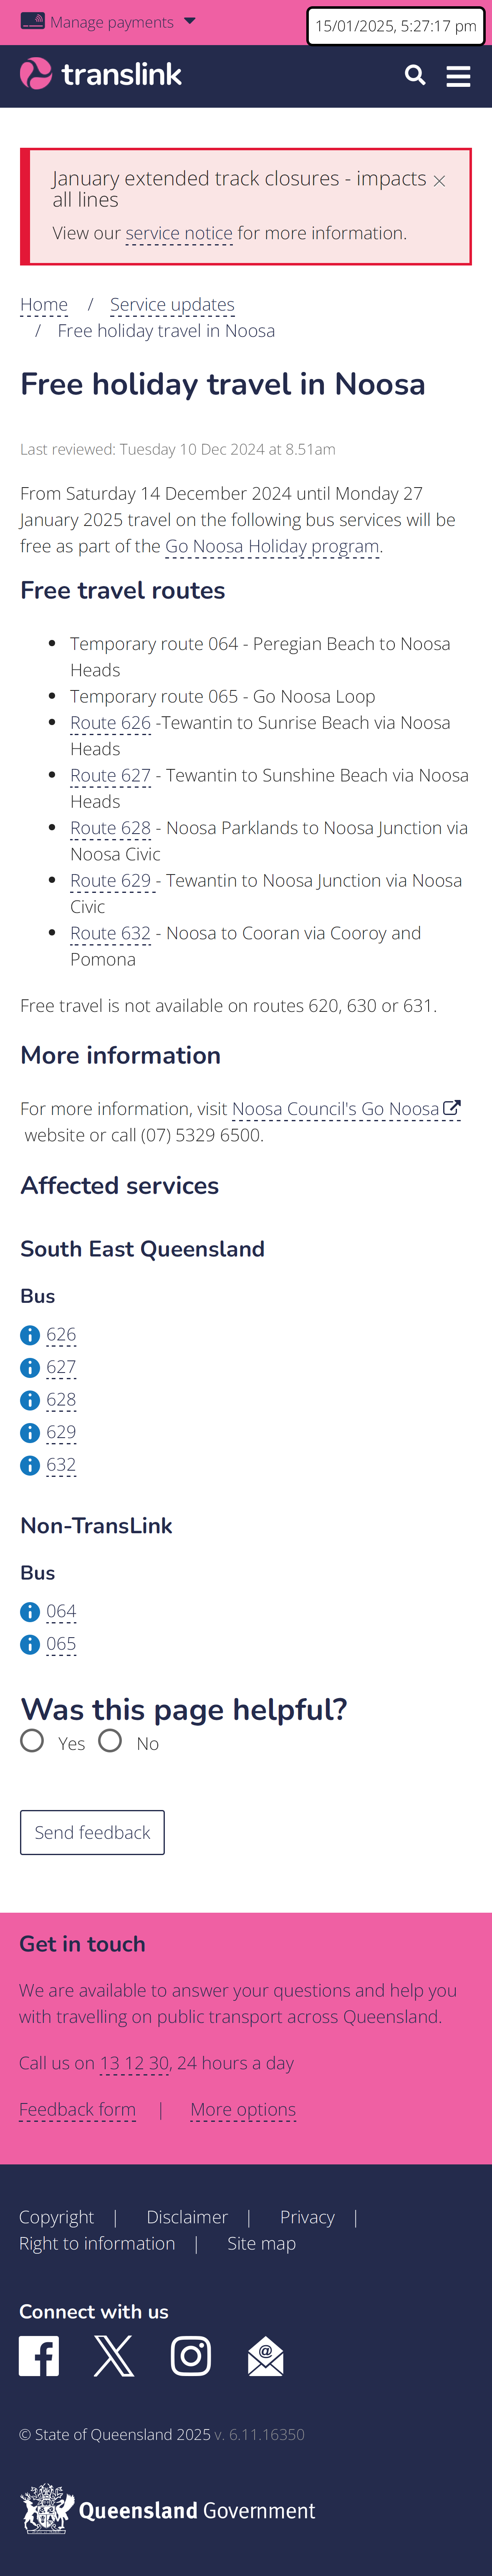 Manage payments
15/01/2025, 5:27:17 pm
translink
January extended track closures - impacts
all lines
View our service notice for more information.
Home / Service updates
/ Free holiday travel in Noosa
Free holiday travel in Noosa
Last reviewed: Tuesday 10 Dec 2024 at 8.51am
From Saturday 14 December 2024 until Monday 27
January 2025 travel on the following bus services will be
free as part of the Go Noosa Holiday program.
Free travel routes
• Temporary route 064 - Peregian Beach to Noosa
Heads
• Temporary route 065 - Go Noosa Loop
• Route 626 -Tewantin to Sunrise Beach via Noosa
Heads
• Route 627 - Tewantin to Sunshine Beach via Noosa
Heads
• Route 628 - Noosa Parklands to Noosa Junction via
Noosa Civic
• Route 629 - Tewantin to Noosa Junction via Noosa
Civic
• Route 632 - Noosa to Cooran via Cooroy and
Pomona
Free travel is not available on routes 620, 630 or 631.
More information
For more information, visit Noosa Council's Go Noosa
website or call (07) 5329 6500.
Affected services
South East Queensland
Bus
626
627
628
629
632
Non-TransLink
Bus
064
065
Was this page helpful?
Yes No
Send feedback
Get in touch
We are available to answer your questions and help you
with travelling on public transport across Queensland.
Call us on 13 12 30, 24 hours a day
Feedback form | More options
Copyright | Disclaimer | Privacy |
Right to information | Site map
Connect with us
© State of Queensland 2025 v. 6.11.16350
Queensland Government